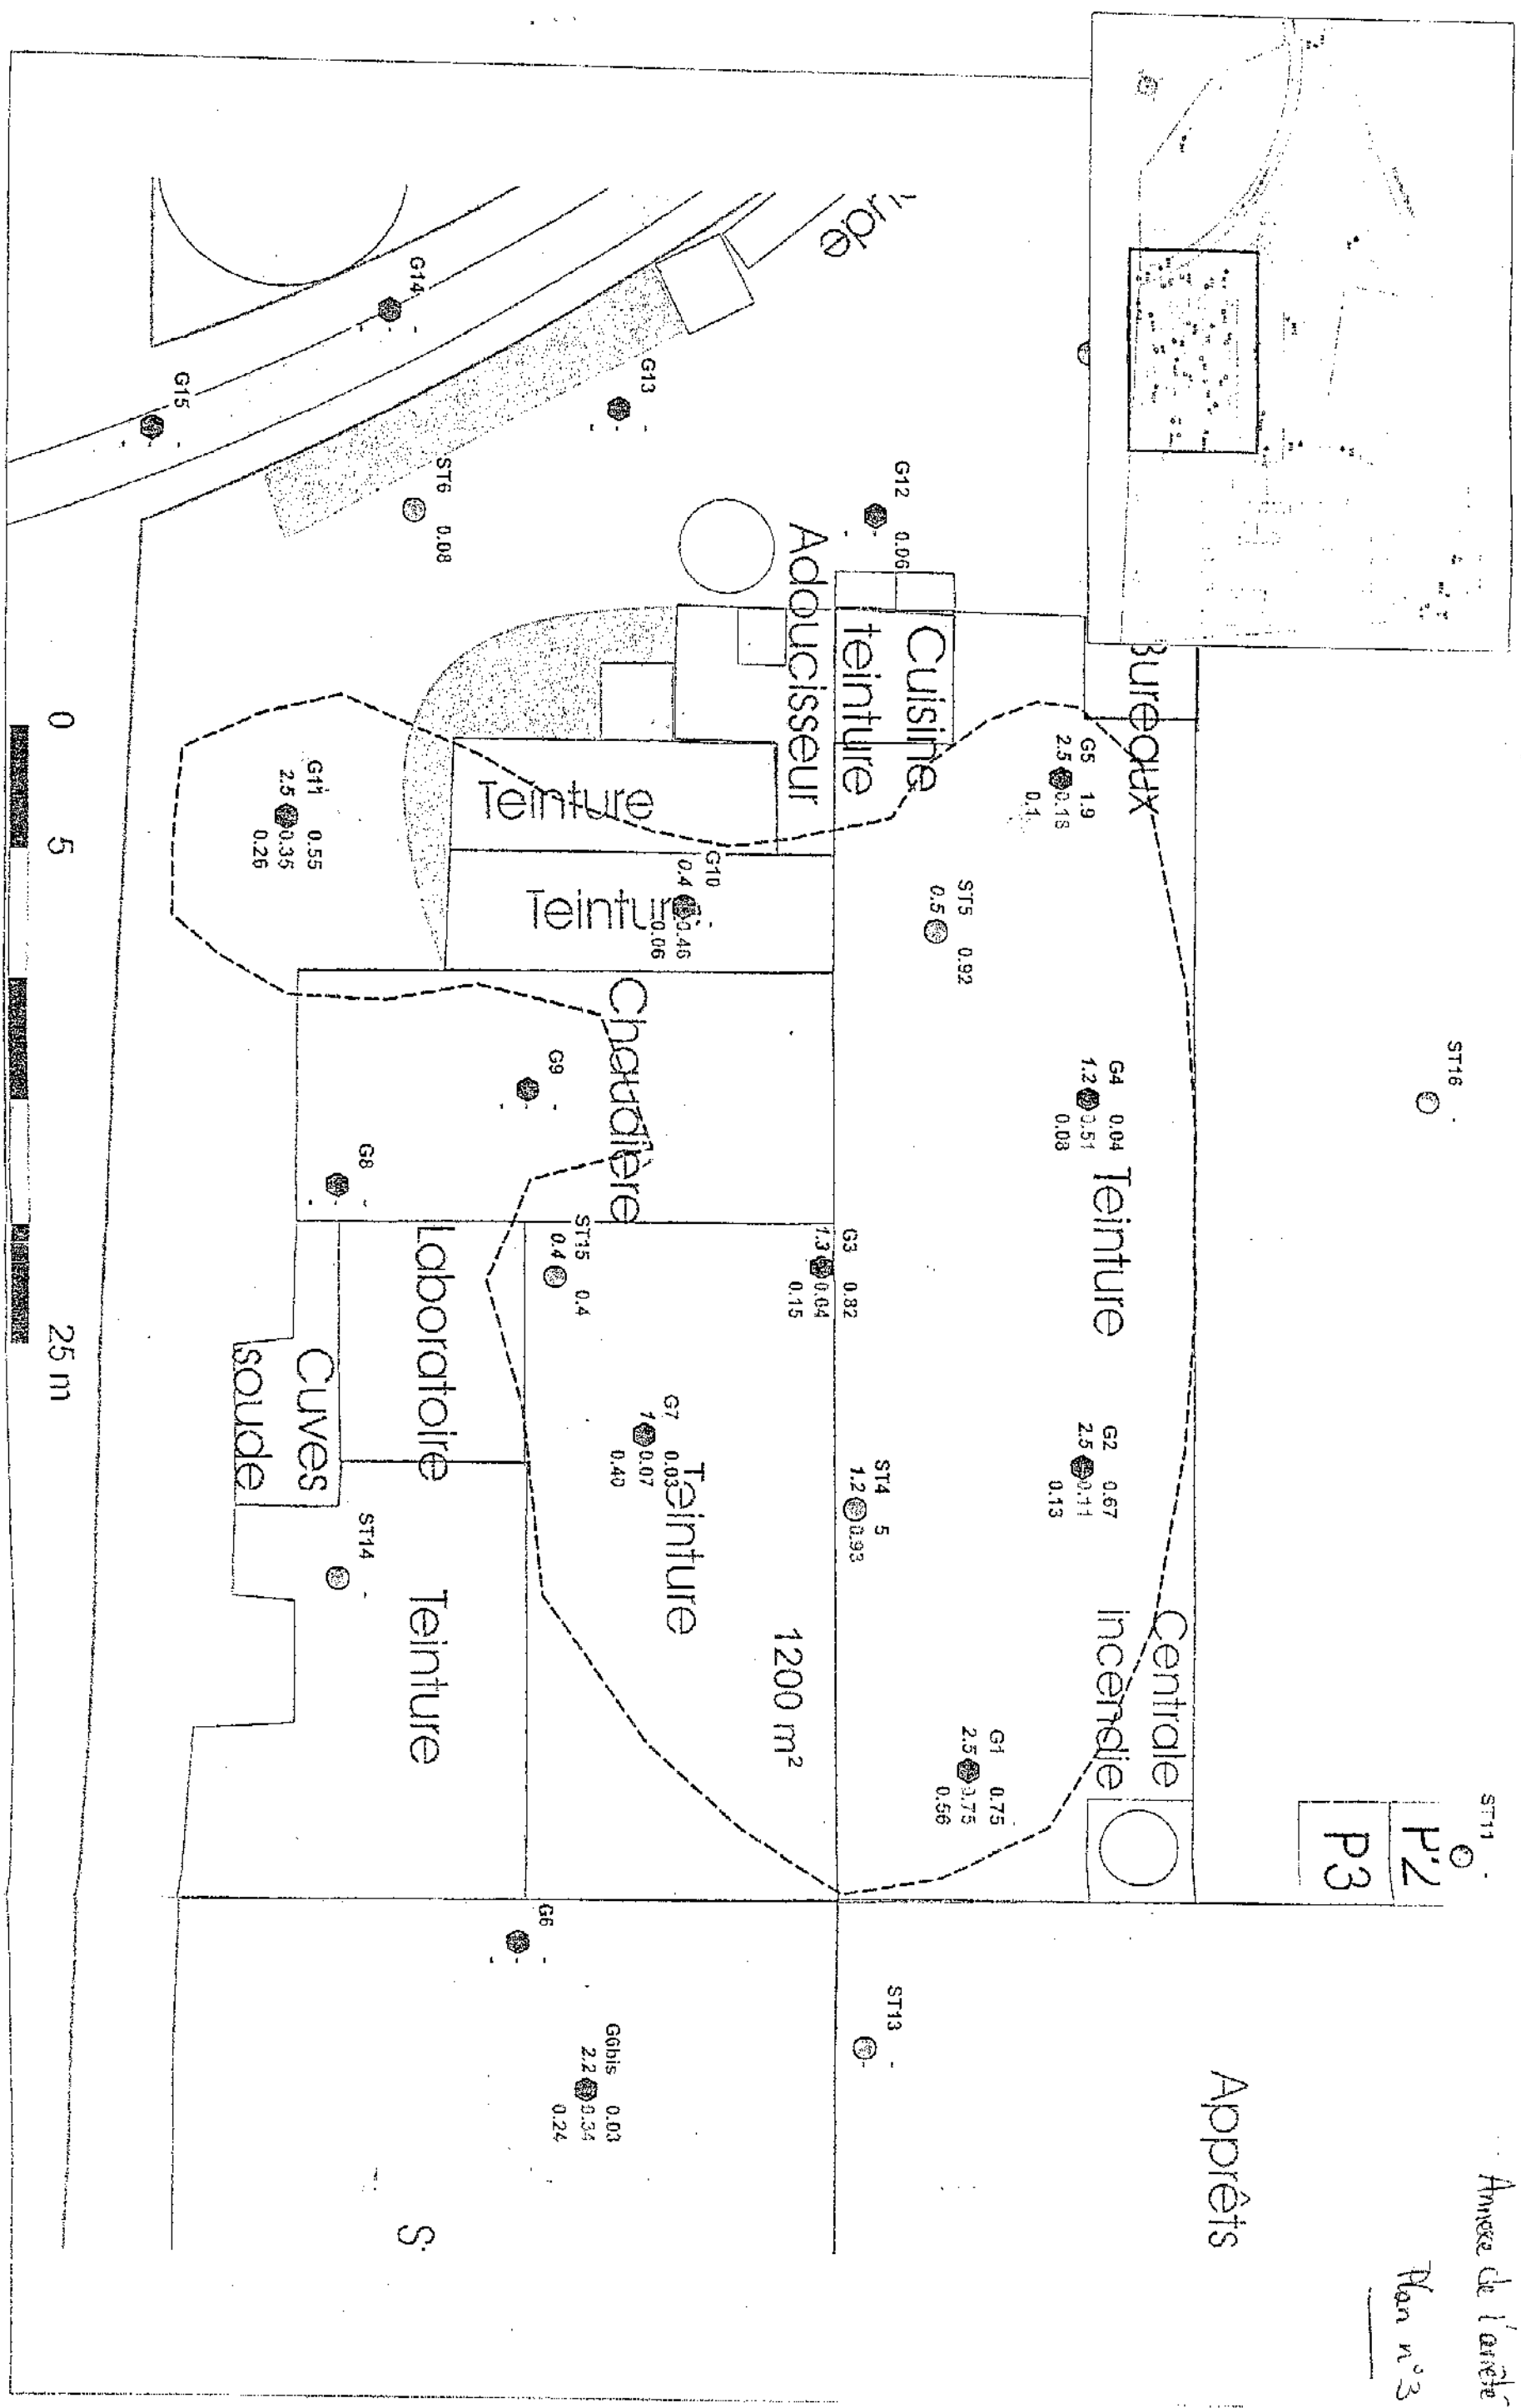 Annexe de l'arrêté
Plan n°3
Apprêts
ST11
P2
P3
ST16
Bureaux
Centrale
incendie
G5 1.9
2.5 0.18
0.1
G4 0.04
1.2 0.51
0.08
Teinture
G2 0.67
2.5 0.11
0.13
G1 0.75
2.5 0.75
0.56
ST5 0.92
0.5
G12 0.06
Cuisine
teinture
Adoucisseur
ST4 5
1.2 0.93
ST13
G3 0.82
1.3 0.04
0.15
1200 m²
G10
0.4 0.46
0.06
G7 0.03
1 0.07
0.40
Teinture
G13
Teinture
Teinture
Chaudière
G9
ST15 0.4
0.4
G6
G6bis 0.03
2.2 0.34
0.24
G14
ST6 0.08
Laboratoire
Teinture
S
G8
ST14
G11 0.55
2.5 0.35
0.26
Cuves
soude
G15
0 5 25 m